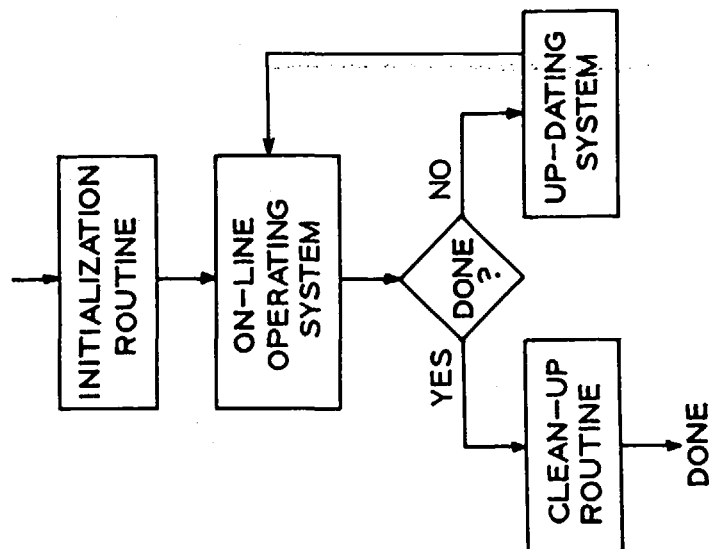 INITIALIZATION
ROUTINE
ON-LINE
OPERATING
SYSTEM
DONE
?
YES
NO
CLEAN-UP
ROUTINE
UP-DATING
SYSTEM
DONE